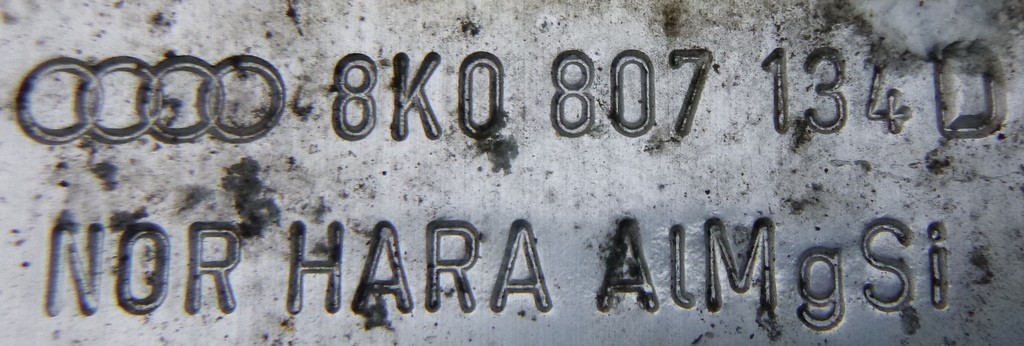 8K0 807 134 D
NOR HARA AlMgSi